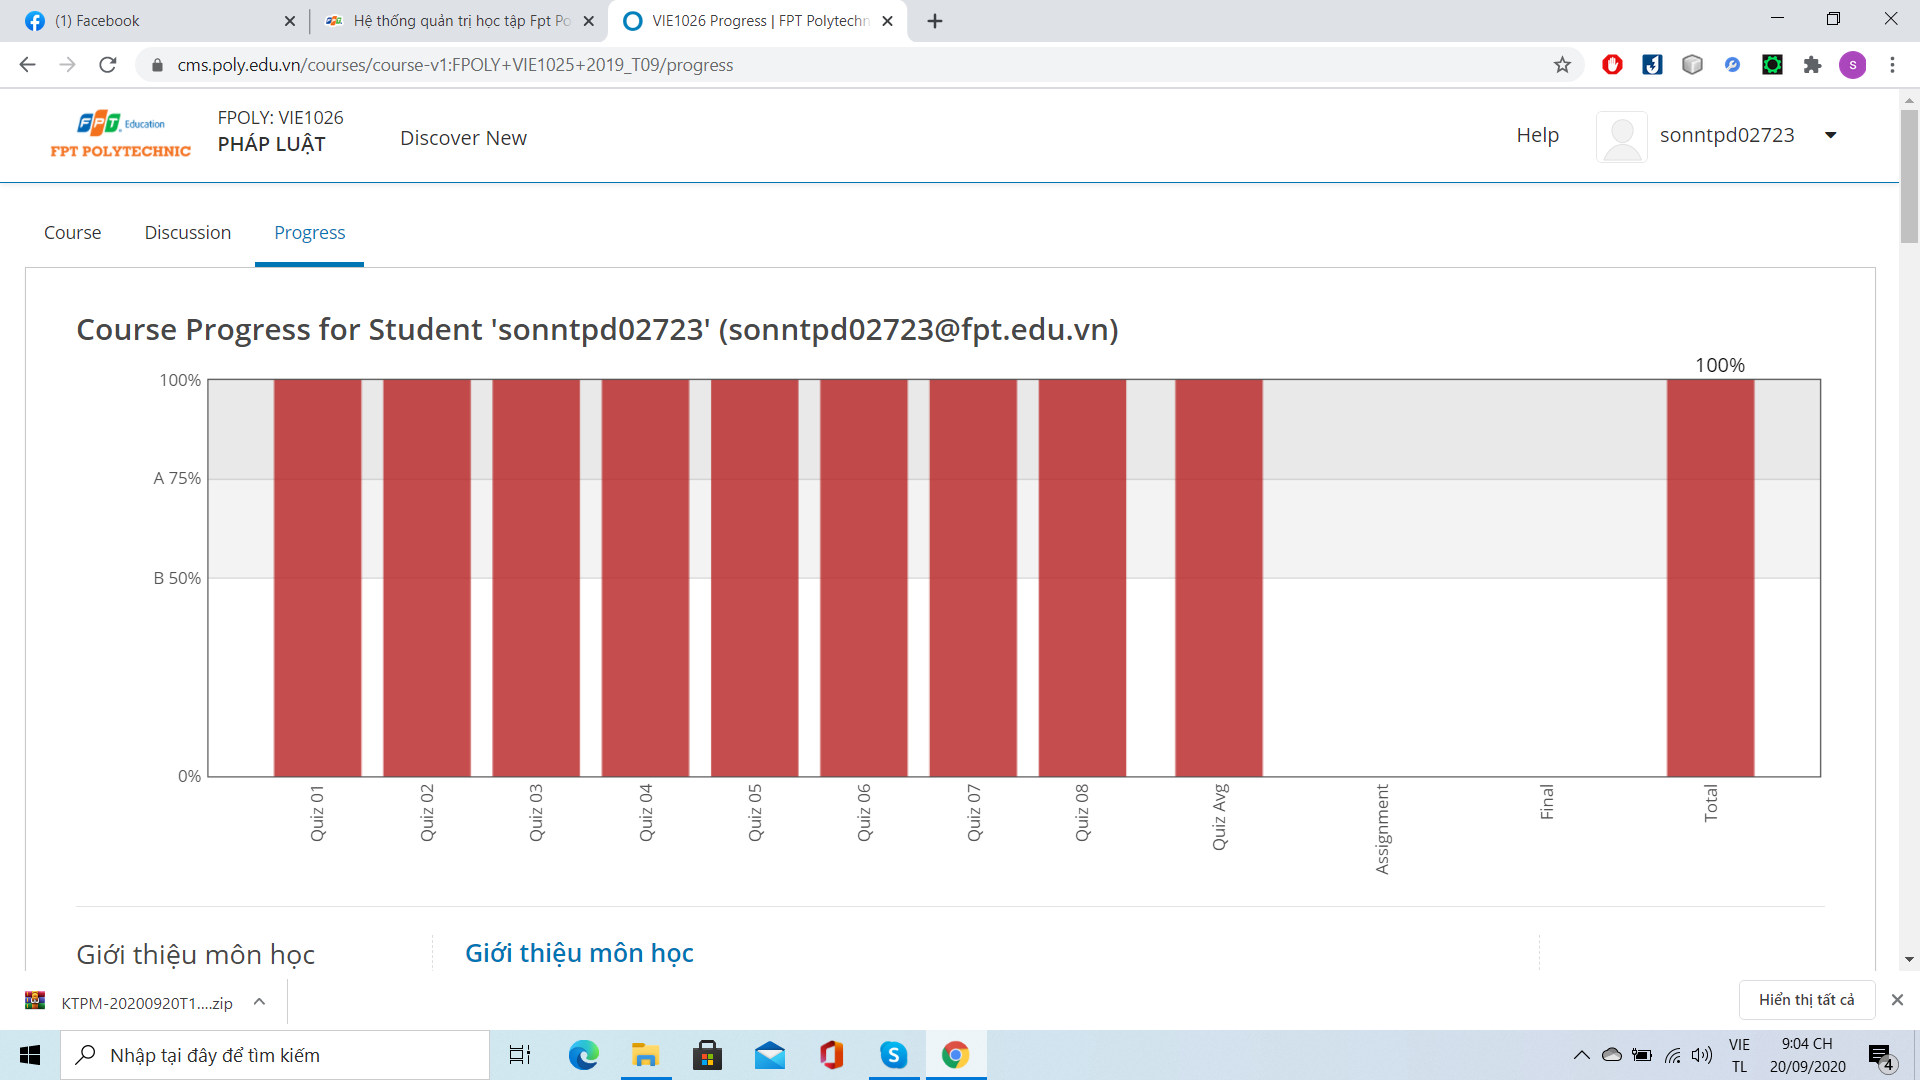 (1) Facebook
Hệ thống quản trị học tập Fpt Po
VIE1026 Progress | FPT Polytechn
cms.poly.edu.vn/courses/course-v1:FPOLY+VIE1025+2019_T09/progress
S
FPT Education
FPT POLYTECHNIC
FPOLY: VIE1026
PHÁP LUẬT
Discover New
Help
sonntpd02723
Course
Discussion
Progress
Course Progress for Student 'sonntpd02723' (sonntpd02723@fpt.edu.vn)
100%
100%
A 75%
B 50%
0%
Quiz 01
Quiz 02
Quiz 03
Quiz 04
Quiz 05
Quiz 06
Quiz 07
Quiz 08
Quiz Avg
Assignment
Final
Total
Giới thiệu môn học
Giới thiệu môn học
KTPM-20200920T1....zip
Hiển thị tất cả
Nhập tại đây để tìm kiếm
S
VIE
TL
9:04 CH
20/09/2020
4